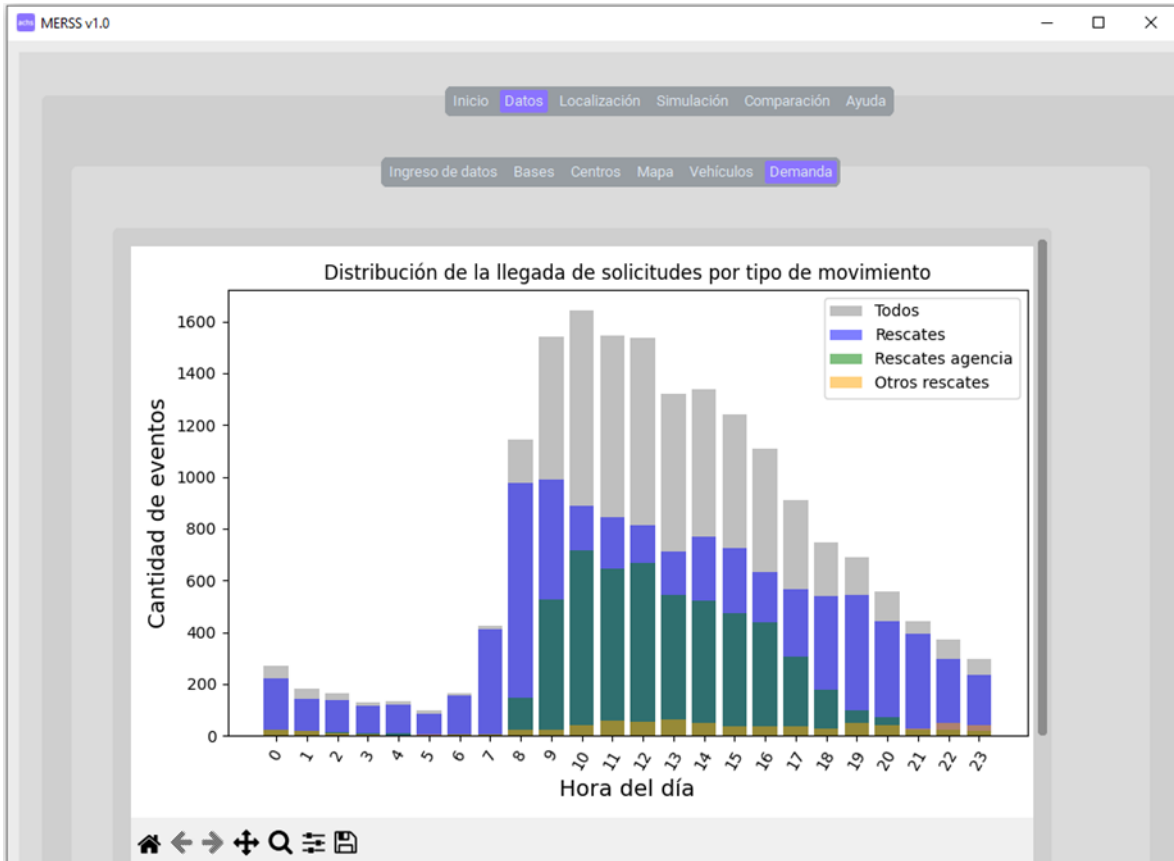 achs MERSS v1.0
Inicio Datos Localización Simulación Comparación Ayuda
Ingreso de datos Bases Centros Mapa Vehículos Demanda
Distribución de la llegada de solicitudes por tipo de movimiento
Todos
Rescates
Rescates agencia
Otros rescates
Cantidad de eventos
1600
1400
1200
1000
800
600
400
200
0
0 1 2 3 4 5 6 7 8 9 10 11 12 13 14 15 16 17 18 19 20 21 22 23
Hora del día